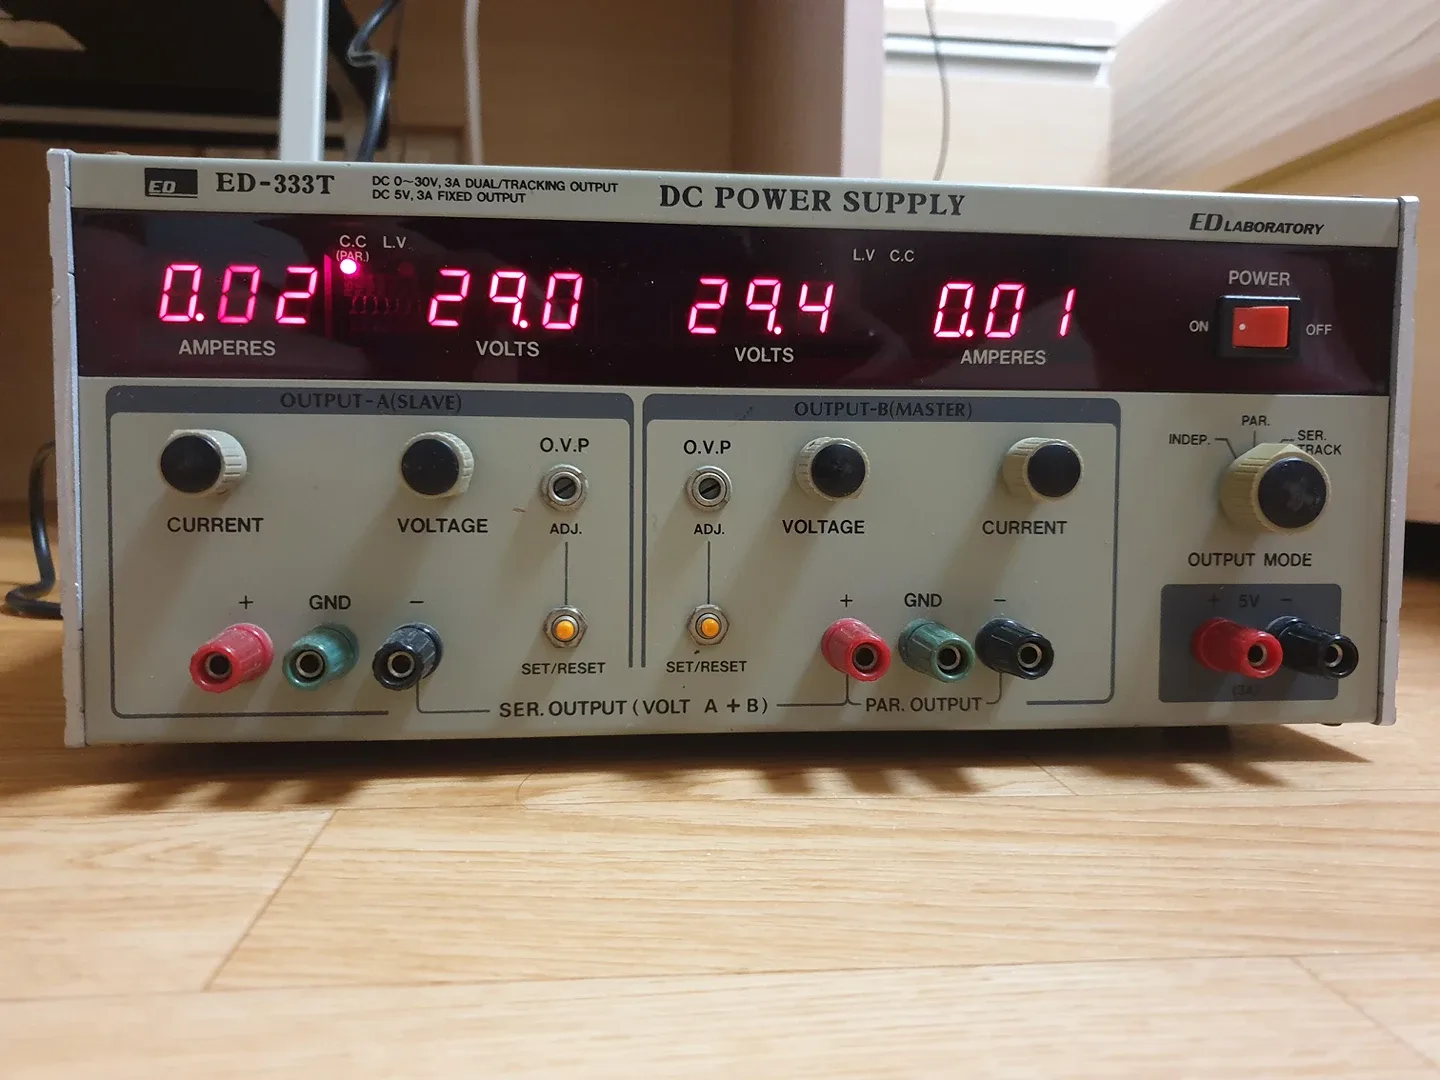 ED ED-333T DC 0~30V, 3A DUAL/TRACKING OUTPUT
DC 5V, 3A FIXED OUTPUT
DC POWER SUPPLY
ED LABORATORY
C.C L.V
(PAR.)
L.V C.C
0.02 29.0 29.4 0.01
AMPERES VOLTS VOLTS AMPERES
POWER
ON OFF
OUTPUT-A(SLAVE) OUTPUT-B(MASTER)
CURRENT VOLTAGE O.V.P
ADJ.
O.V.P
ADJ.
VOLTAGE CURRENT
INDEP. PAR. SER.
TRACK
OUTPUT MODE
+ GND −
SET/RESET
SET/RESET
+ GND −
+ 5V −
(3A)
SER. OUTPUT (VOLT A + B) PAR. OUTPUT